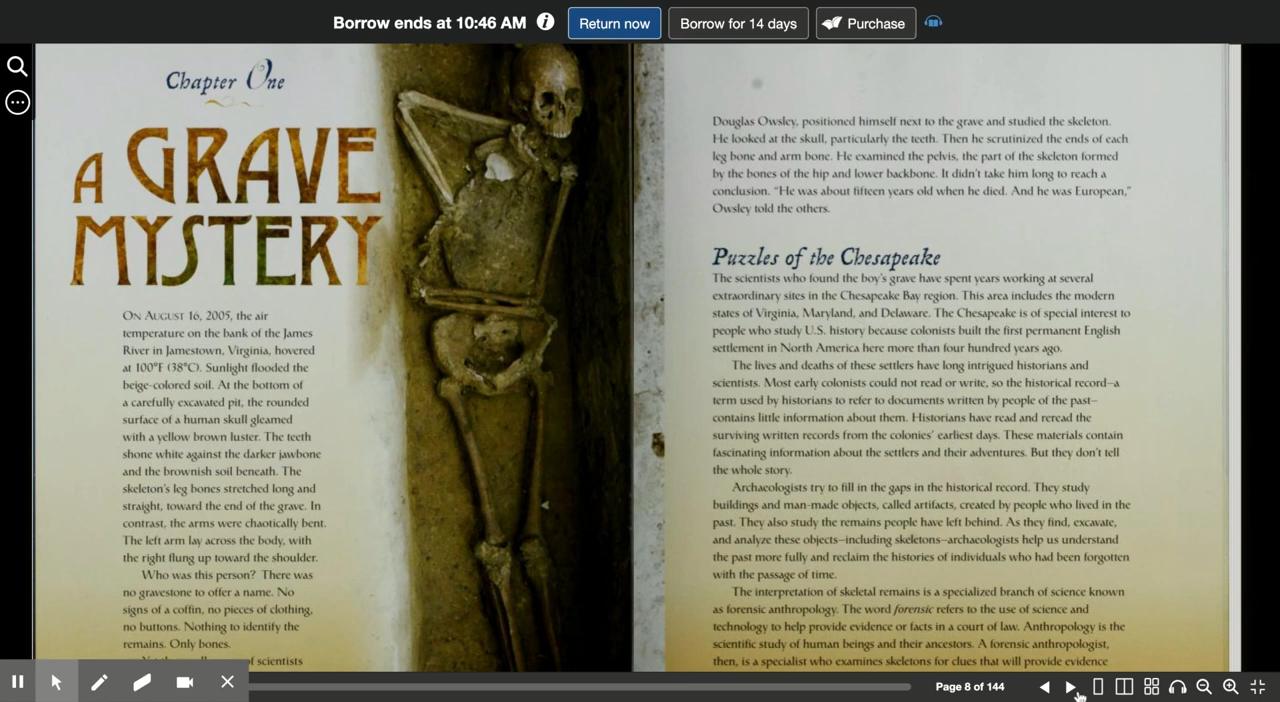 Borrow ends at 10:46 AM
Return now
Borrow for 14 days
Purchase
Chapter One
A GRAVE
MYSTERY
ON AUGUST 16, 2005, the air
temperature on the bank of the James
River in Jamestown, Virginia, hovered
at 100°F (38°C). Sunlight flooded the
beige-colored soil. At the bottom of
a carefully excavated pit, the rounded
surface of a human skull gleamed
with a yellow brown luster. The teeth
shone white against the darker jawbone
and the brownish soil beneath. The
skeleton's leg bones stretched long and
straight, toward the end of the grave. In
contrast, the arms were chaotically bent.
The left arm lay across the body, with
the right flung up toward the shoulder.
Who was this person? There was
no gravestone to offer a name. No
signs of a coffin, no pieces of clothing,
no buttons. Nothing to identify the
remains. Only bones.
of scientists
Douglas Owsley, positioned himself next to the grave and studied the skeleton.
He looked at the skull, particularly the teeth. Then he scrutinized the ends of each
leg bone and arm bone. He examined the pelvis, the part of the skeleton formed
by the bones of the hip and lower backbone. It didn't take him long to reach a
conclusion. "He was about fifteen years old when he died. And he was European,"
Owsley told the others.
Puzzles of the Chesapeake
The scientists who found the boy's grave have spent years working at several
extraordinary sites in the Chesapeake Bay region. This area includes the modern
states of Virginia, Maryland, and Delaware. The Chesapeake is of special interest to
people who study U.S. history because colonists built the first permanent English
settlement in North America here more than four hundred years ago.
The lives and deaths of these settlers have long intrigued historians and
scientists. Most early colonists could not read or write, so the historical record—a
term used by historians to refer to documents written by people of the past—
contains little information about them. Historians have read and reread the
surviving written records from the colonies' earliest days. These materials contain
fascinating information about the settlers and their adventures. But they don't tell
the whole story.
Archaeologists try to fill in the gaps in the historical record. They study
buildings and man-made objects, called artifacts, created by people who lived in the
past. They also study the remains people have left behind. As they find, excavate,
and analyze these objects—including skeletons—archaeologists help us understand
the past more fully and reclaim the histories of individuals who had been forgotten
with the passage of time.
The interpretation of skeletal remains is a specialized branch of science known
as forensic anthropology. The word forensic refers to the use of science and
technology to help provide evidence or facts in a court of law. Anthropology is the
scientific study of human beings and their ancestors. A forensic anthropologist,
then, is a specialist who examines skeletons for clues that will provide evidence
Page 8 of 144